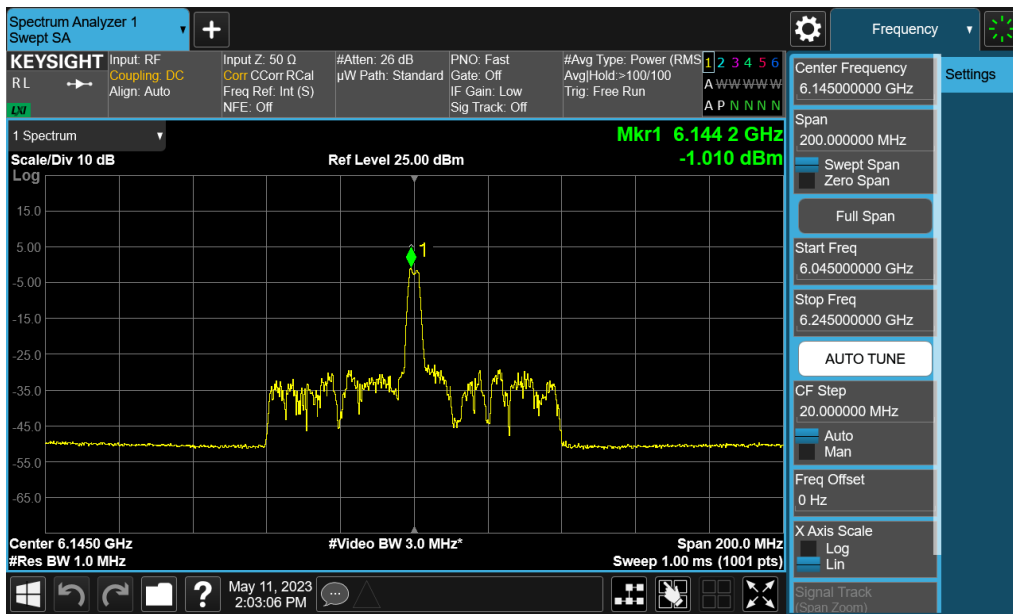 Spectrum Analyzer 1
Swept SA
Frequency
KEYSIGHT
R L
LXI
Input: RF
Coupling: DC
Align: Auto
Input Z: 50 Ω
Corr CCorr RCal
Freq Ref: Int (S)
NFE: Off
#Atten: 26 dB
µW Path: Standard
PNO: Fast
Gate: Off
IF Gain: Low
Sig Track: Off
#Avg Type: Power (RMS
Avg|Hold:>100/100
Trig: Free Run
1 2 3 4 5 6
A W W W W W
A P N N N N
1 Spectrum
Scale/Div 10 dB
Log
Ref Level 25.00 dBm
Mkr1 6.144 2 GHz
-1.010 dBm
15.0
5.00
-5.00
-15.0
-25.0
-35.0
-45.0
-55.0
-65.0
1
Center 6.1450 GHz
#Res BW 1.0 MHz
#Video BW 3.0 MHz*
Span 200.0 MHz
Sweep 1.00 ms (1001 pts)
Center Frequency
6.145000000 GHz
Span
200.000000 MHz
Swept Span
Zero Span
Full Span
Start Freq
6.045000000 GHz
Stop Freq
6.245000000 GHz
AUTO TUNE
CF Step
20.000000 MHz
Auto
Man
Freq Offset
0 Hz
X Axis Scale
Log
Lin
Signal Track
(Span Zoom)
Settings
?
May 11, 2023
2:03:06 PM